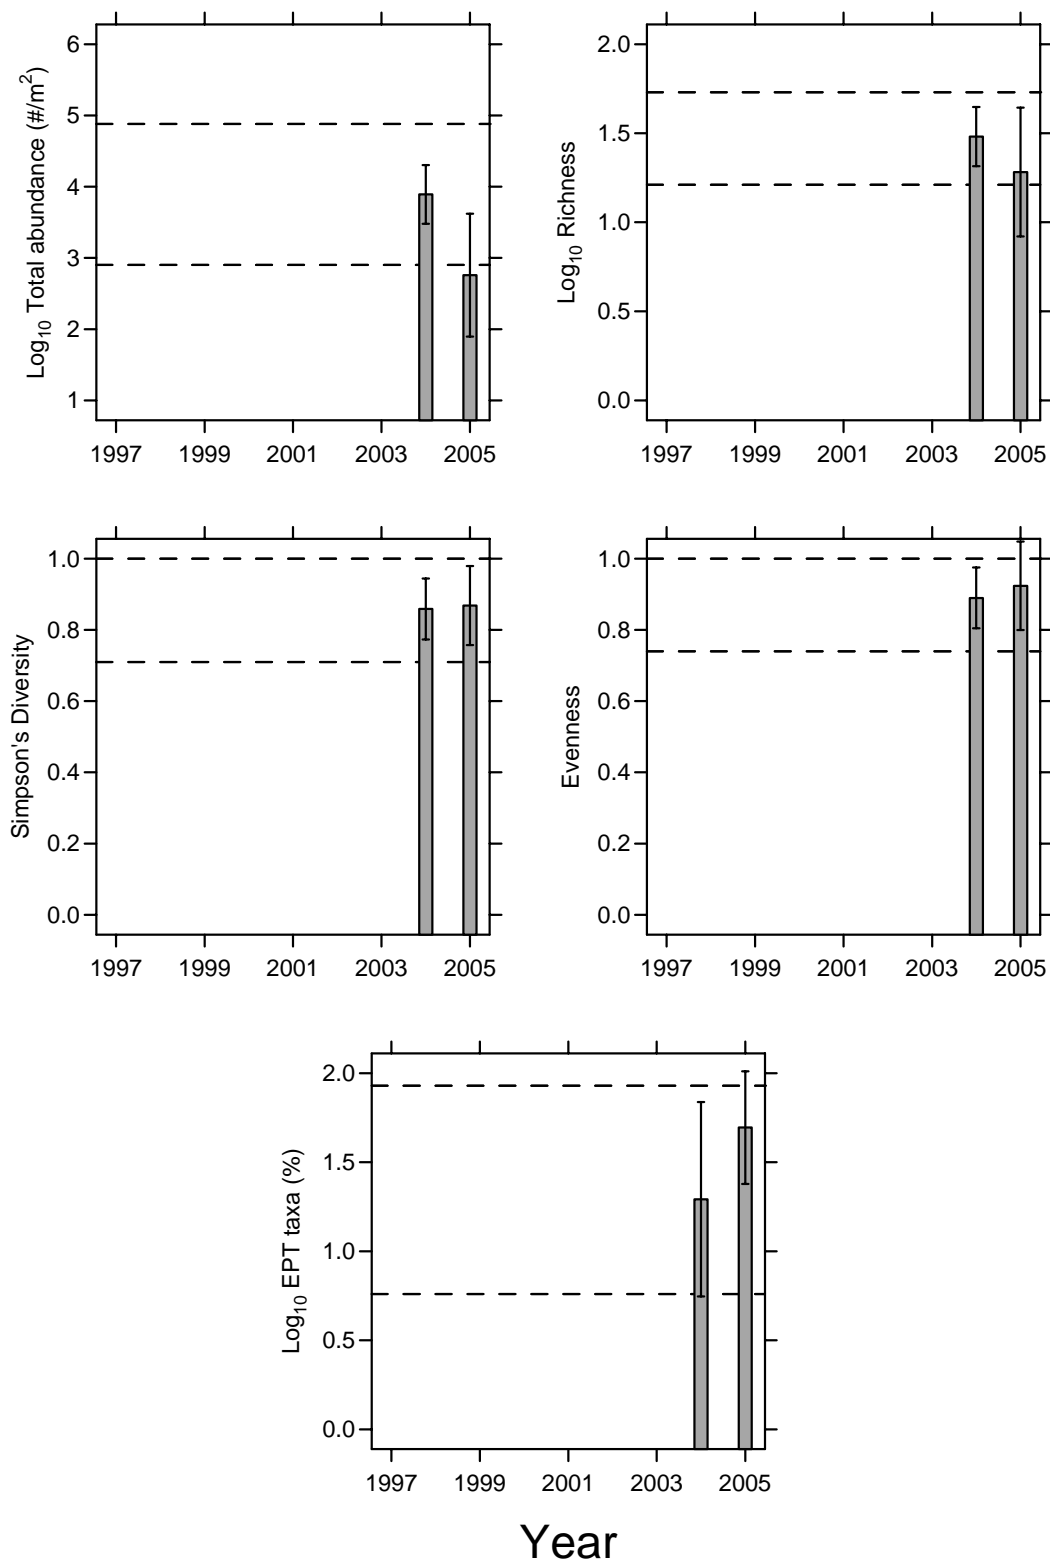 Log10 Total abundance (#/m2)
6
5
4
3
2
1
1997 1999 2001 2003 2005
Log10 Richness
2.0
1.5
1.0
0.5
0.0
1997 1999 2001 2003 2005
Simpson's Diversity
1.0
0.8
0.6
0.4
0.2
0.0
1997 1999 2001 2003 2005
Evenness
1.0
0.8
0.6
0.4
0.2
0.0
1997 1999 2001 2003 2005
Log10 EPT taxa (%)
2.0
1.5
1.0
0.5
0.0
1997 1999 2001 2003 2005
Year